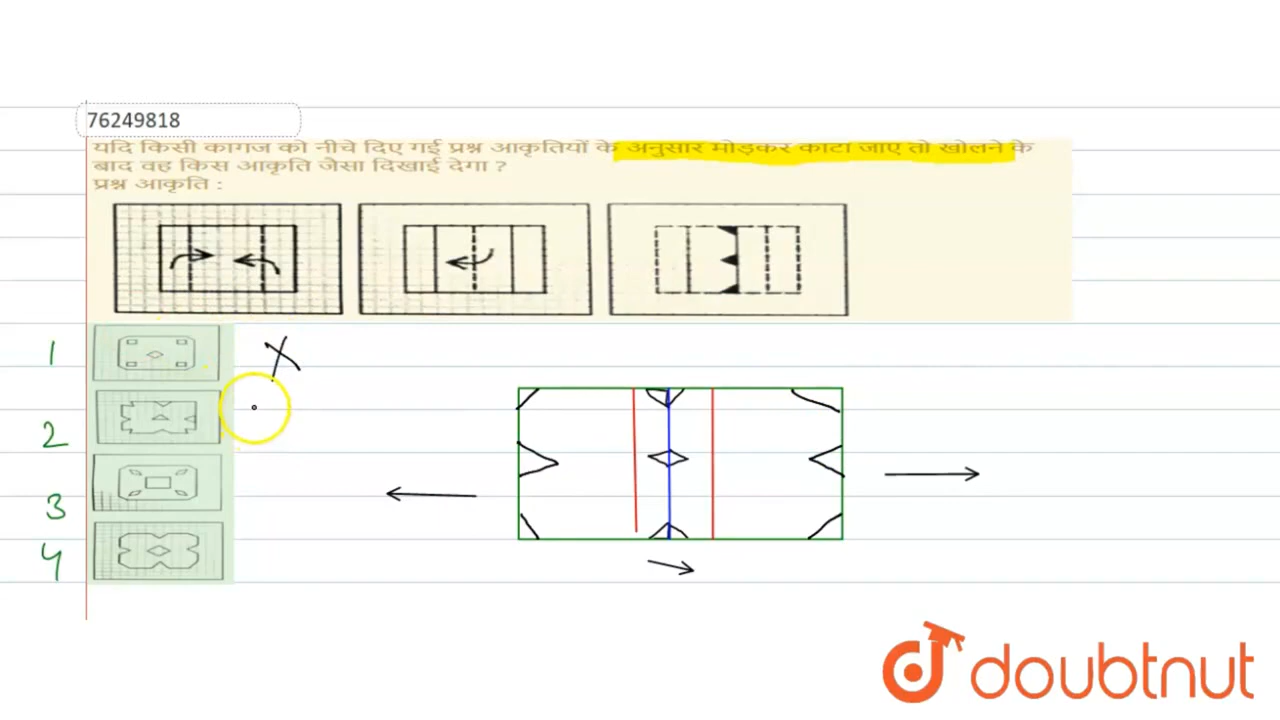 76249818
यदि किसी कागज को नीचे दिए गई प्रश्न आकृतियों के अनुसार मोड़कर काटा जाए तो खोलने के
बाद वह किस आकृति जैसा दिखाई देगा ?
प्रश्न आकृति :
1
2
3
4
doubtnut